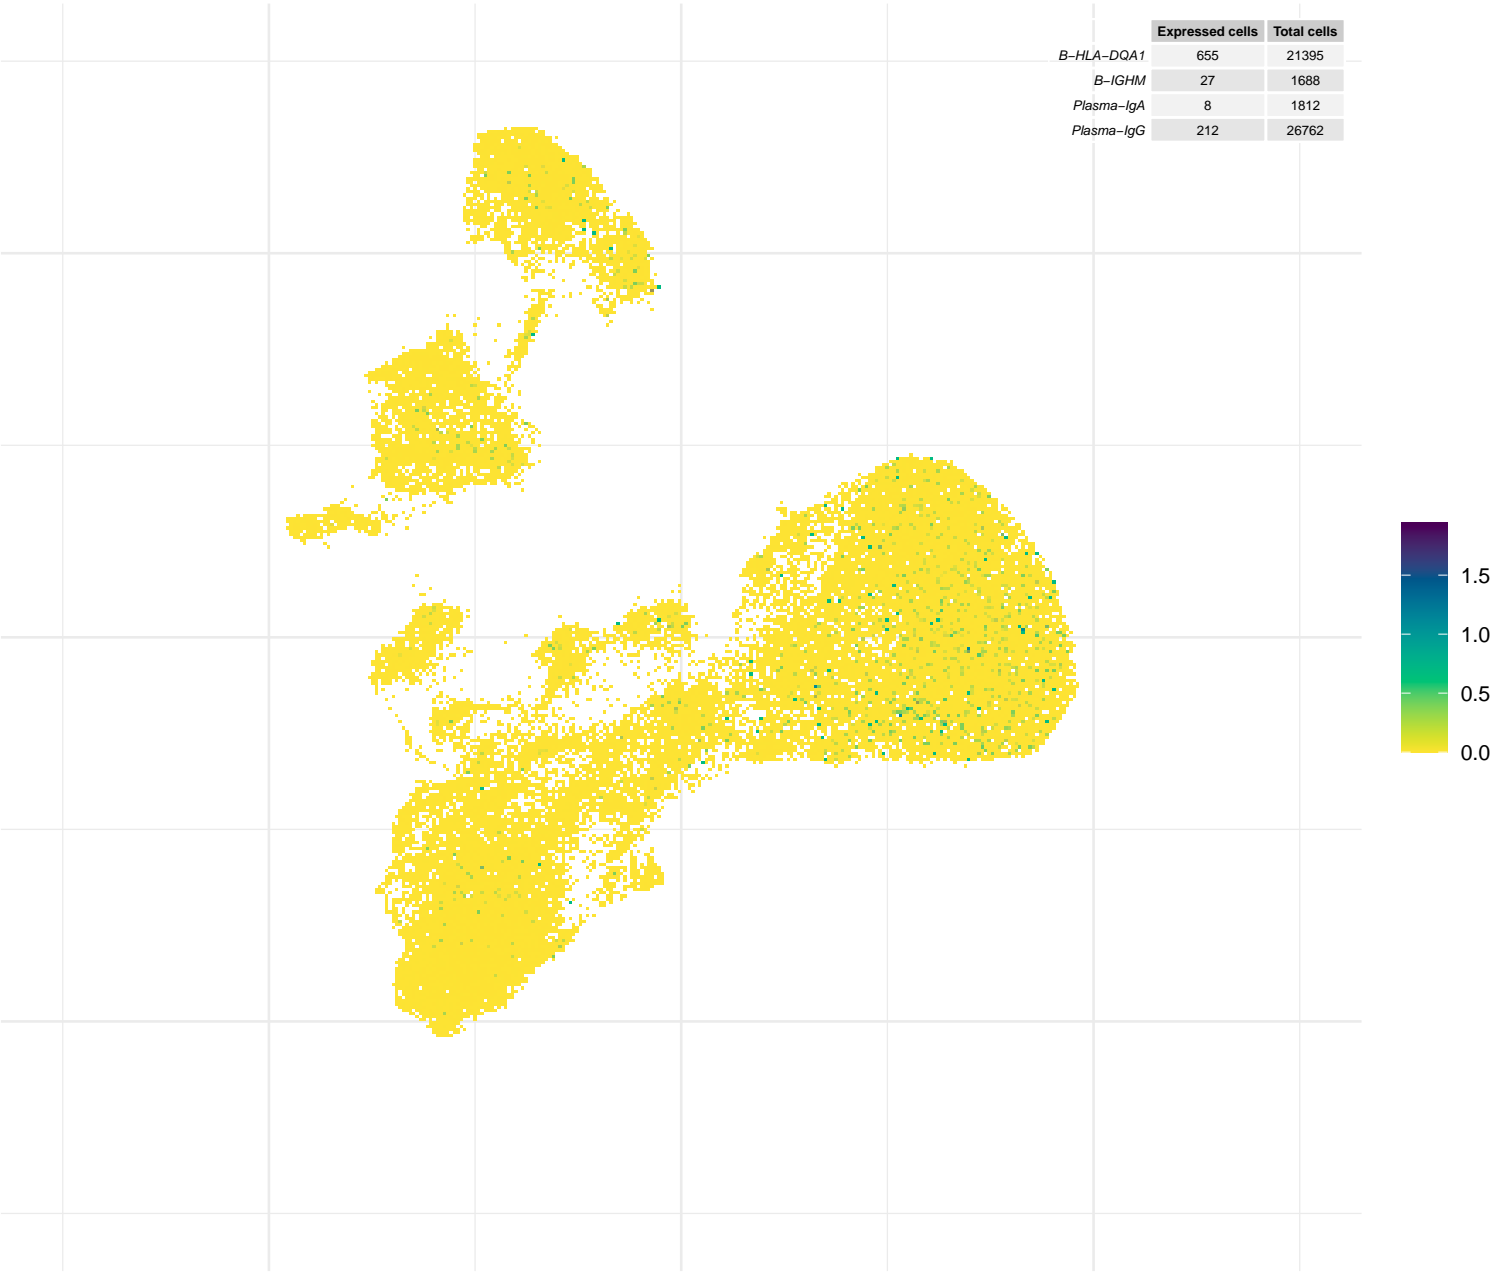 Expressed cells Total cells
B−HLA−DQA1 655 21395
B−IGHM 27 1688
Plasma−IgA 8 1812
Plasma−IgG 212 26762
1.5
1.0
0.5
0.0